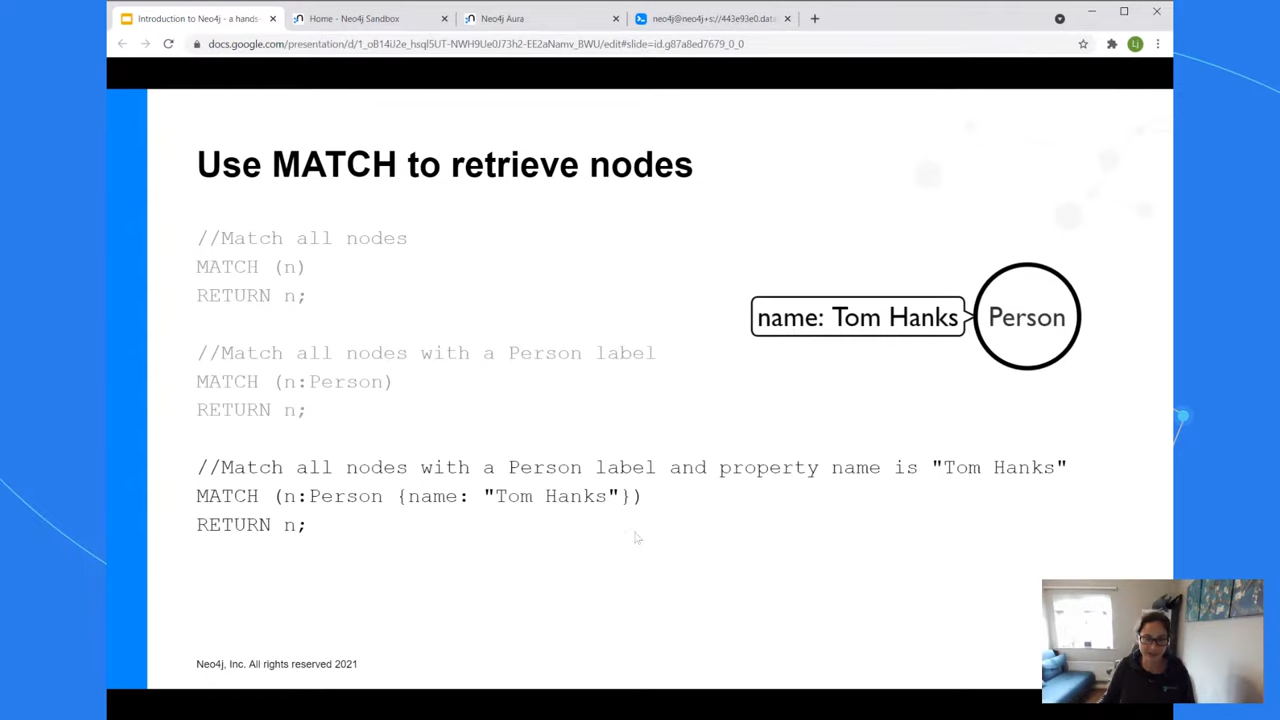 Introduction to Neo4j - a hands-
Home - Neo4j Sandbox
Neo4j Aura
neo4j@neo4j+s://443e93e0.data
docs.google.com/presentation/d/1_oB14IJ2e_hsqI5UT-NWH9Ue0J73h2-EE2aNamv_BWU/edit#slide=id.g87a8ed7679_0_0
Lj
Use MATCH to retrieve nodes
//Match all nodes
MATCH (n)
RETURN n;
name: Tom Hanks
Person
//Match all nodes with a Person label
MATCH (n:Person)
RETURN n;
//Match all nodes with a Person label and property name is "Tom Hanks"
MATCH (n:Person {name: "Tom Hanks"})
RETURN n;
Neo4j, Inc. All rights reserved 2021